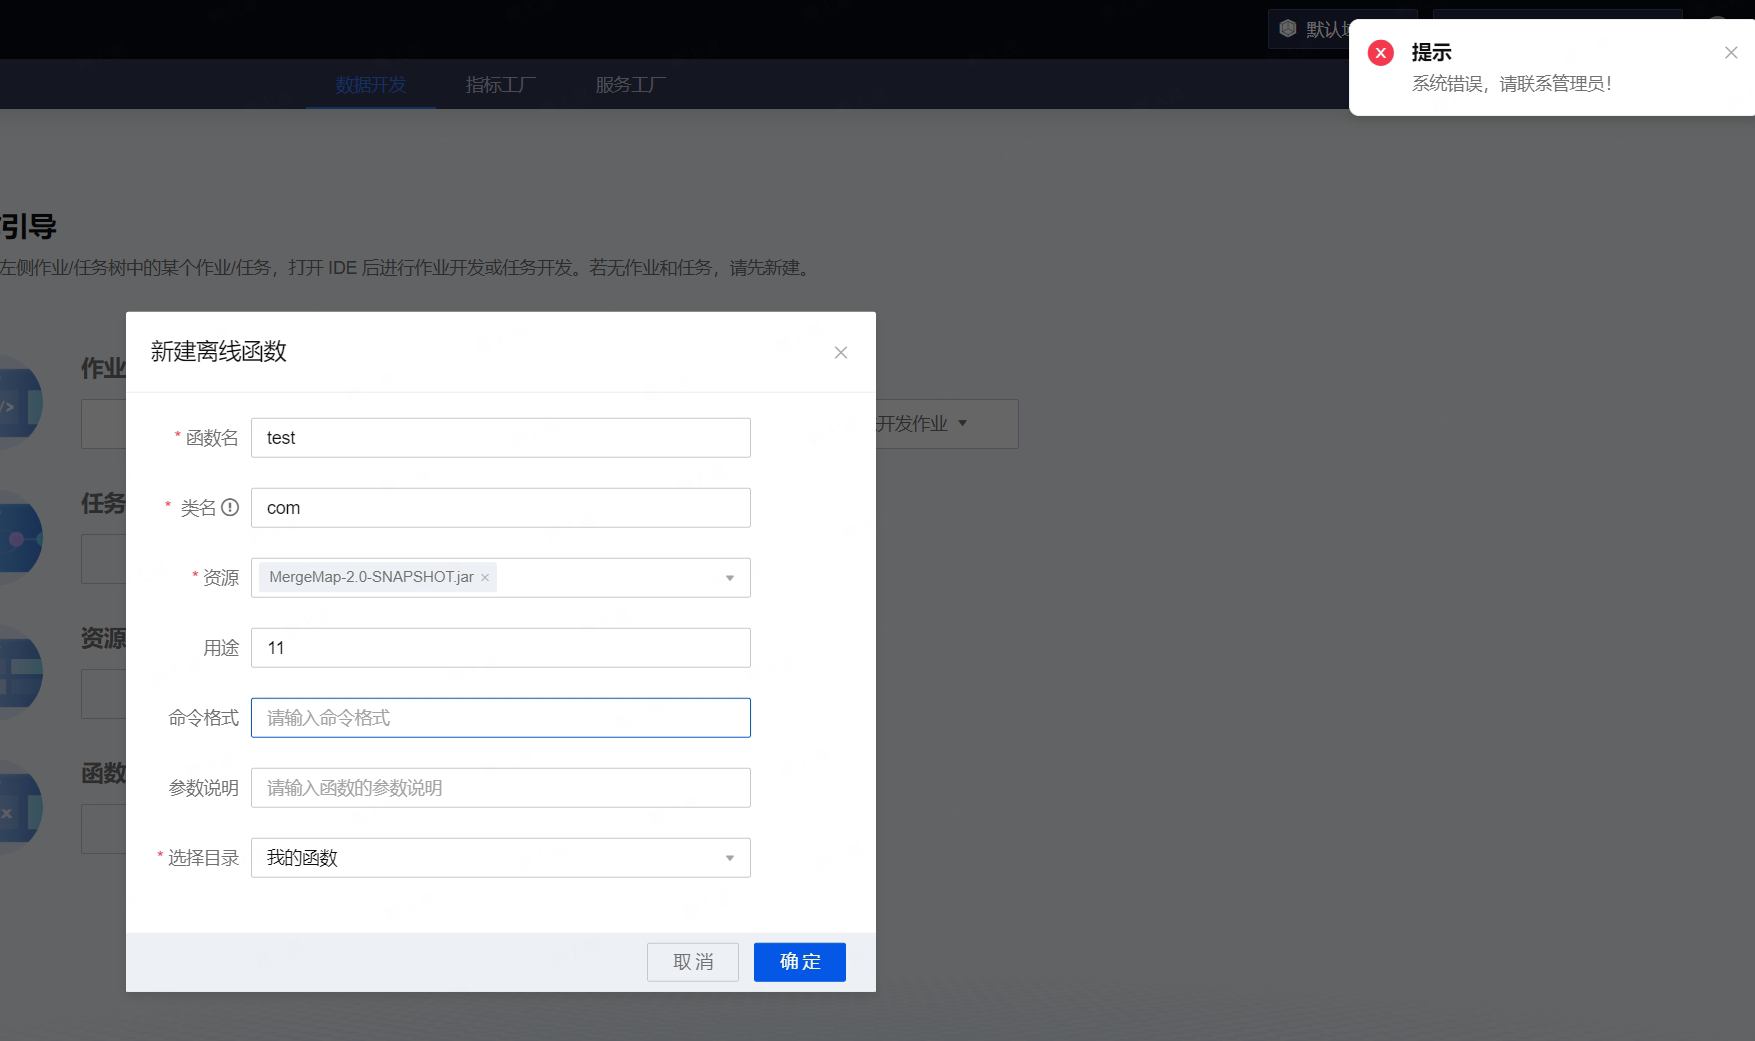 默认
提示
系统错误，请联系管理员！
数据开发
指标工厂
服务工厂
引导
左侧作业/任务树中的某个作业/任务，打开 IDE 后进行作业开发或任务开发。若无作业和任务，请先新建。
作业
开发作业
任务
资源
函数
新建离线函数
* 函数名 test
* 类名 com
* 资源 MergeMap-2.0-SNAPSHOT.jar ×
用途 11
命令格式 请输入命令格式
参数说明 请输入函数的参数说明
* 选择目录 我的函数
取消
确定